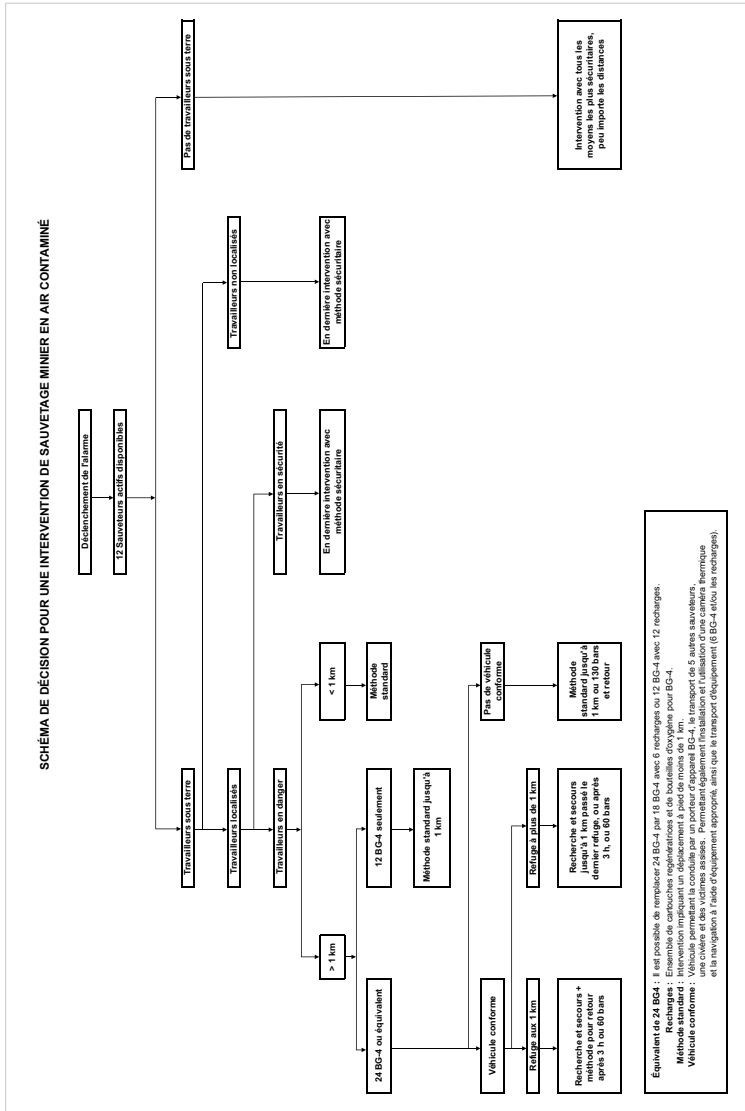 SCHÉMA DE DÉCISION POUR UNE INTERVENTION DE SAUVETAGE MINIER EN AIR CONTAMINÉ
Déclenchement de l'alarme
12 Sauveteurs actifs disponibles
Travailleurs sous terre
Pas de travailleurs sous terre
Travailleurs localisés
Travailleurs non localisés
Travailleurs en danger
Travailleurs en sécurité
En dernière intervention avec
méthode sécuritaire
En dernière intervention avec
méthode sécuritaire
> 1 km
< 1 km
24 BG-4 ou équivalent
12 BG-4 seulement
Méthode
standard
Méthode standard jusqu'à
1 km
Véhicule conforme
Pas de véhicule
conforme
Refuge aux 1 km
Refuge à plus de 1 km
Recherche et secours +
méthode pour retour
après 3 h ou 60 bars
Recherche et secours
jusqu'à 1 km passé le
dernier refuge, ou après
3 h, ou 60 bars
Méthode
standard jusqu'à
1 km ou 130 bars
et retour
Intervention avec tous les
moyens les plus sécuritaires,
peu importe les distances
Équivalent de 24 BG4 : Il est possible de remplacer 24 BG-4 par 18 BG-4 avec 6 recharges ou 12 BG-4 avec 12 recharges.
Recharges : Ensemble de cartouches regénératrices et de bouteilles d'oxygène pour BG-4.
Méthode standard : Intervention impliquant un déplacement à pied de moins de 1 km.
Véhicule conforme : Véhicule permettant la conduite par un porteur d'appareil BG-4, le transport de 5 autres sauveteurs,
une civière et des victimes assises. Permettant également l'installation et l'utilisation d'une caméra thermique
et la navigation à l'aide d'équipement approprié, ainsi que le transport d'équipement (6 BG-4 et/ou les recharges).